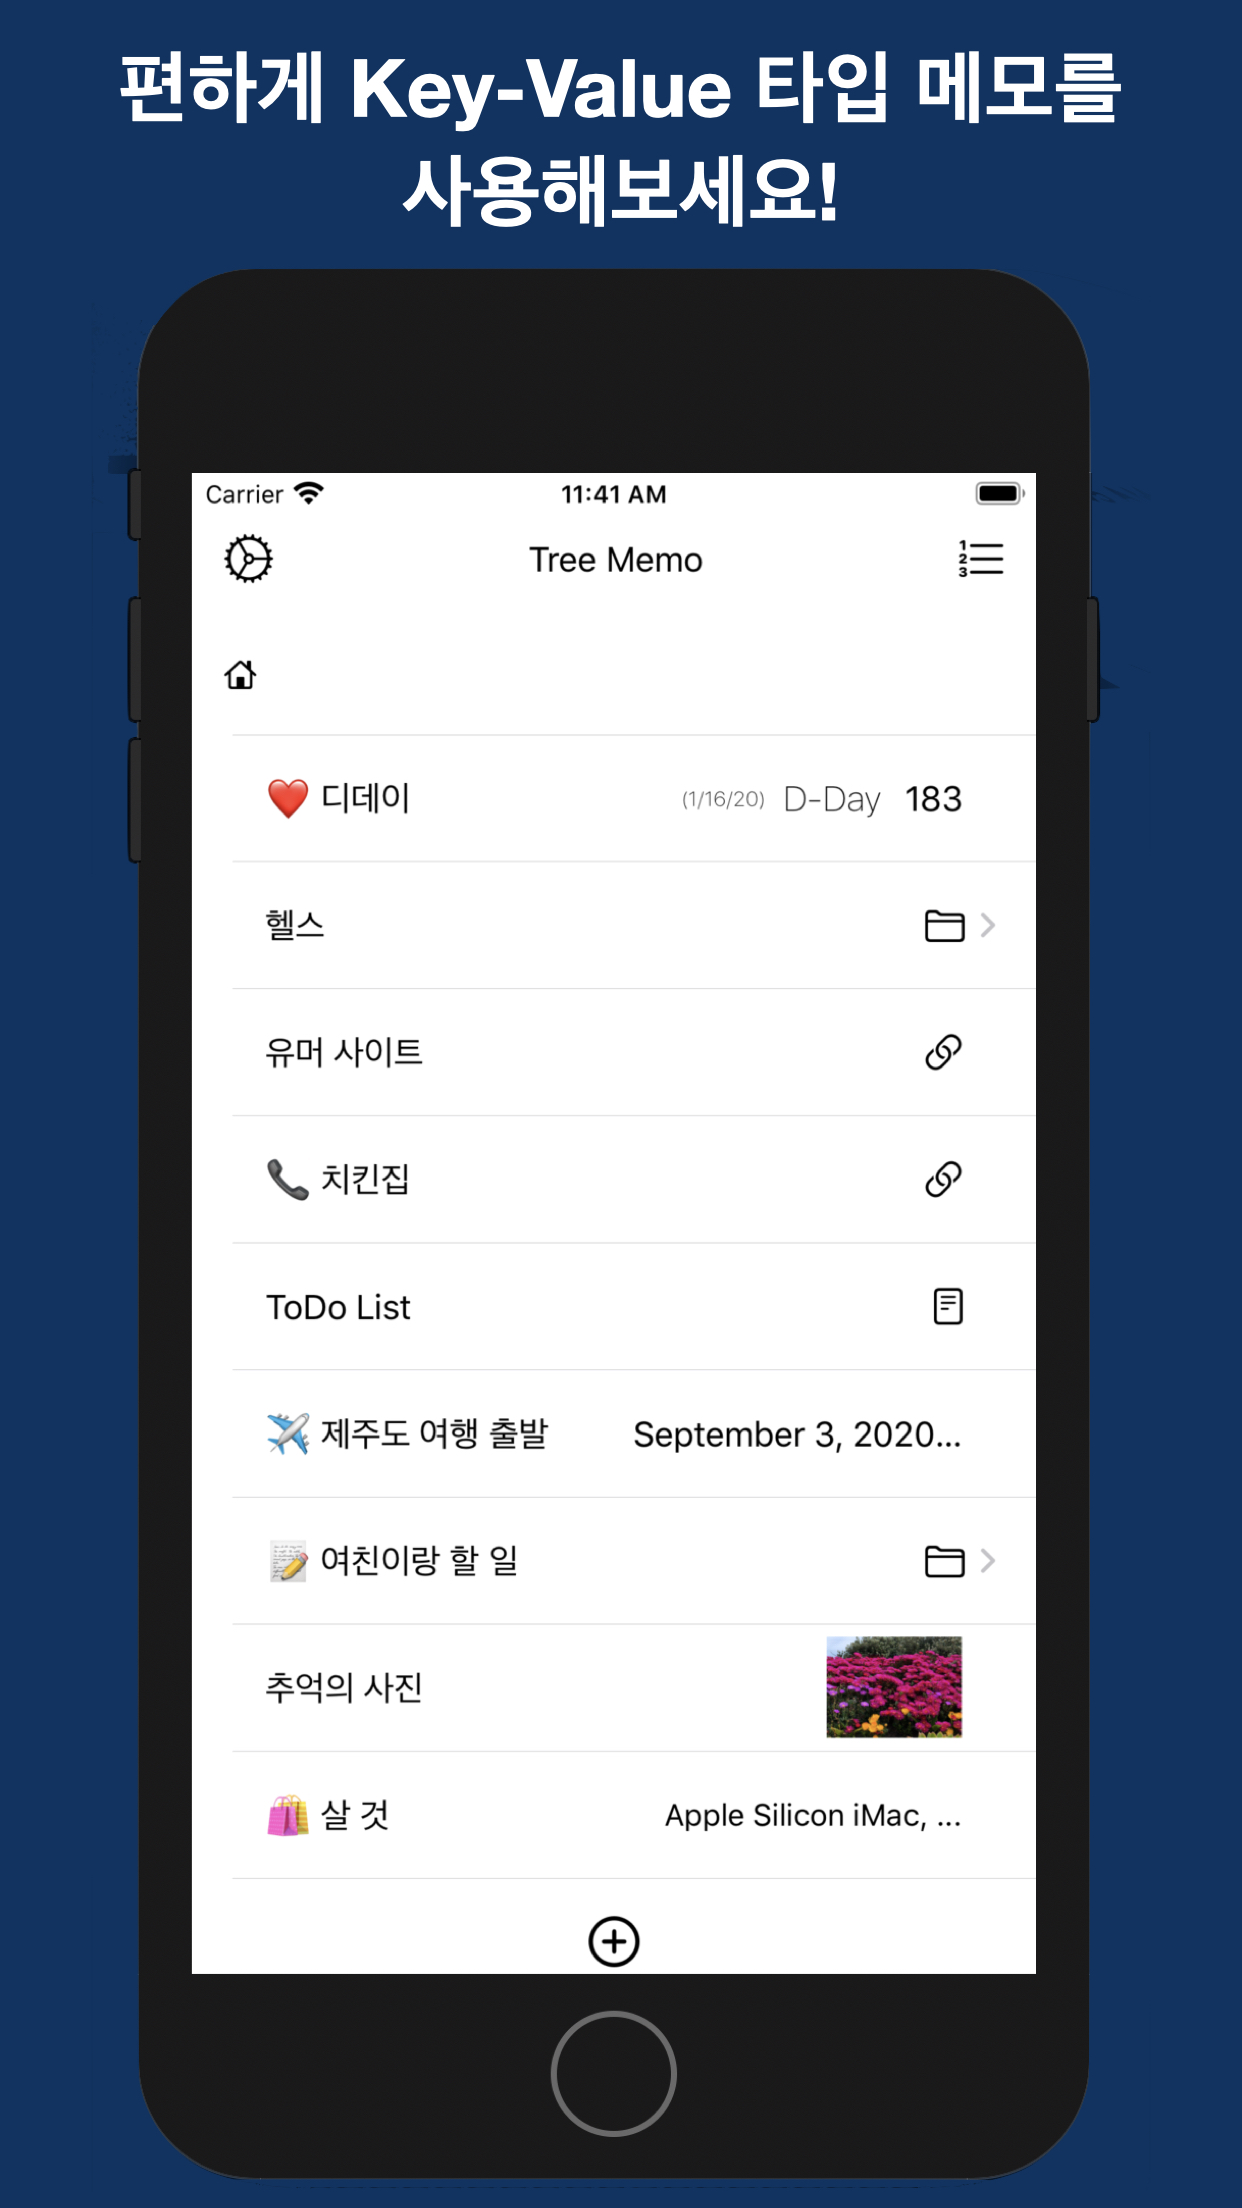 편하게 Key-Value 타입 메모를
사용해보세요!
Carrier 11:41 AM
Tree Memo
1
2
3
❤️ 디데이 (1/16/20) D-Day 183
헬스
유머 사이트
📞 치킨집
ToDo List
✈️ 제주도 여행 출발 September 3, 2020...
📝 여친이랑 할 일
추억의 사진
🛍️ 살 것 Apple Silicon iMac, ...